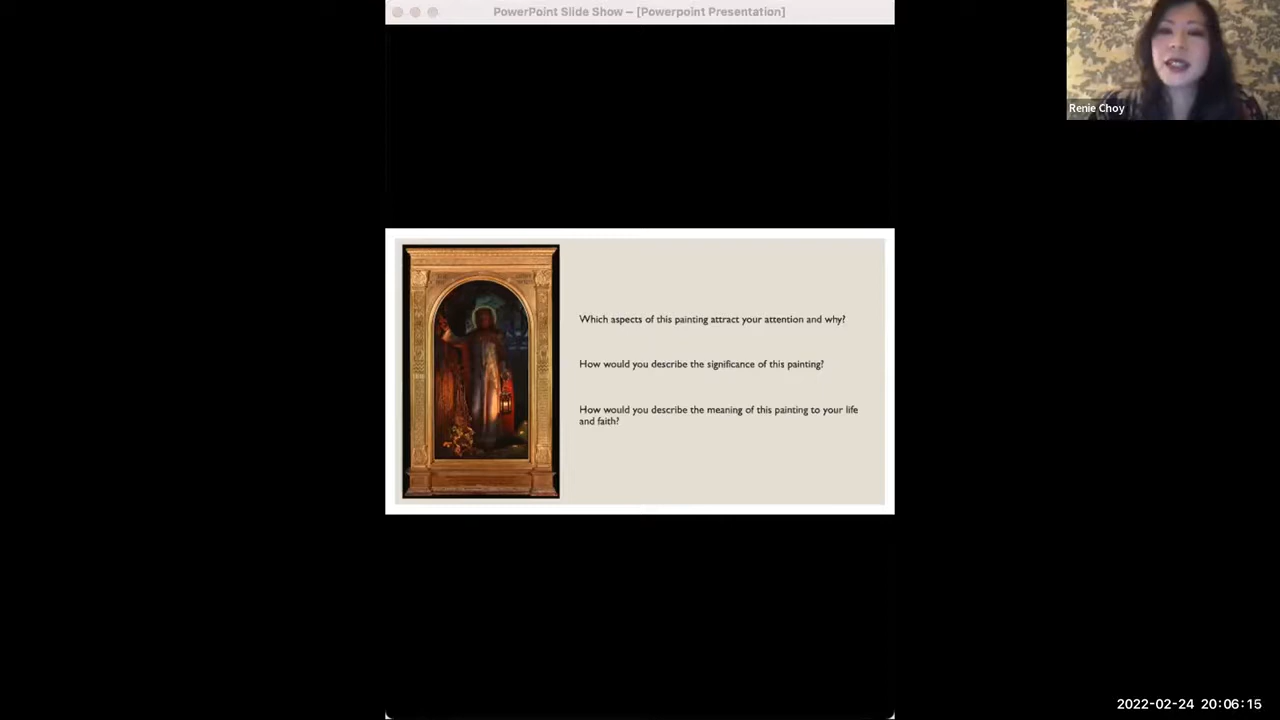 PowerPoint Slide Show – [Powerpoint Presentation]
Renie Choy
Which aspects of this painting attract your attention and why?
How would you describe the significance of this painting?
How would you describe the meaning of this painting to your life
and faith?
2022-02-24 20:06:15